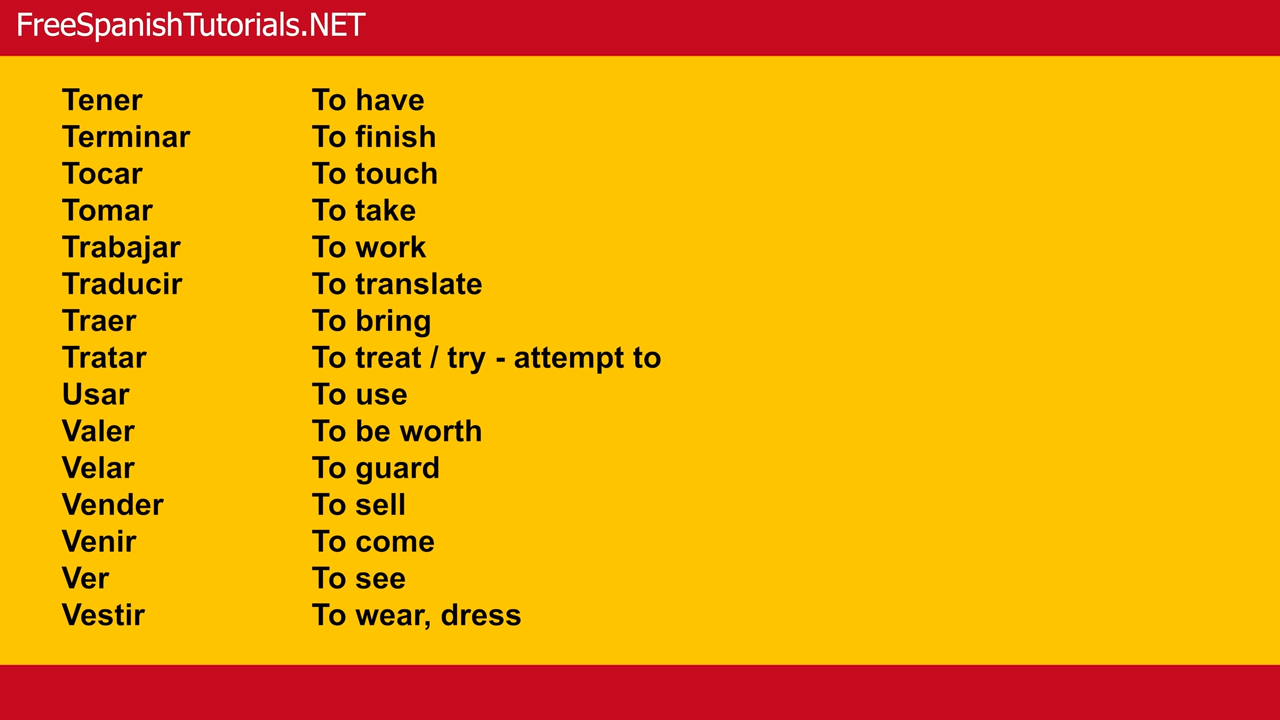 FreeSpanishTutorials.NET
Tener To have
Terminar To finish
Tocar To touch
Tomar To take
Trabajar To work
Traducir To translate
Traer To bring
Tratar To treat / try - attempt to
Usar To use
Valer To be worth
Velar To guard
Vender To sell
Venir To come
Ver To see
Vestir To wear, dress